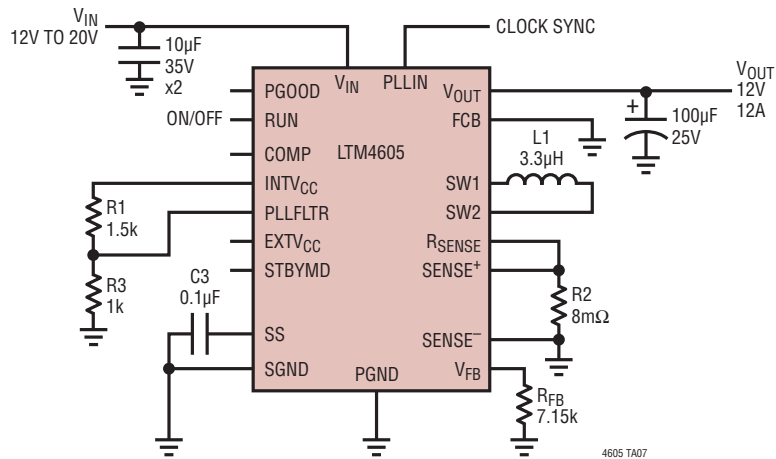 VIN
12V TO 20V
10µF
35V
x2
CLOCK SYNC
VIN
PLLIN
PGOOD
ON/OFF
RUN
COMP
INTVCC
PLLFLTR
EXTVCC
STBYMD
SS
SGND
LTM4605
PGND
VOUT
FCB
SW1
SW2
RSENSE
SENSE+
SENSE–
VFB
VOUT
12V
12A
+
100µF
25V
L1
3.3µH
R1
1.5k
R3
1k
C3
0.1µF
R2
8mΩ
RFB
7.15k
4605 TA07